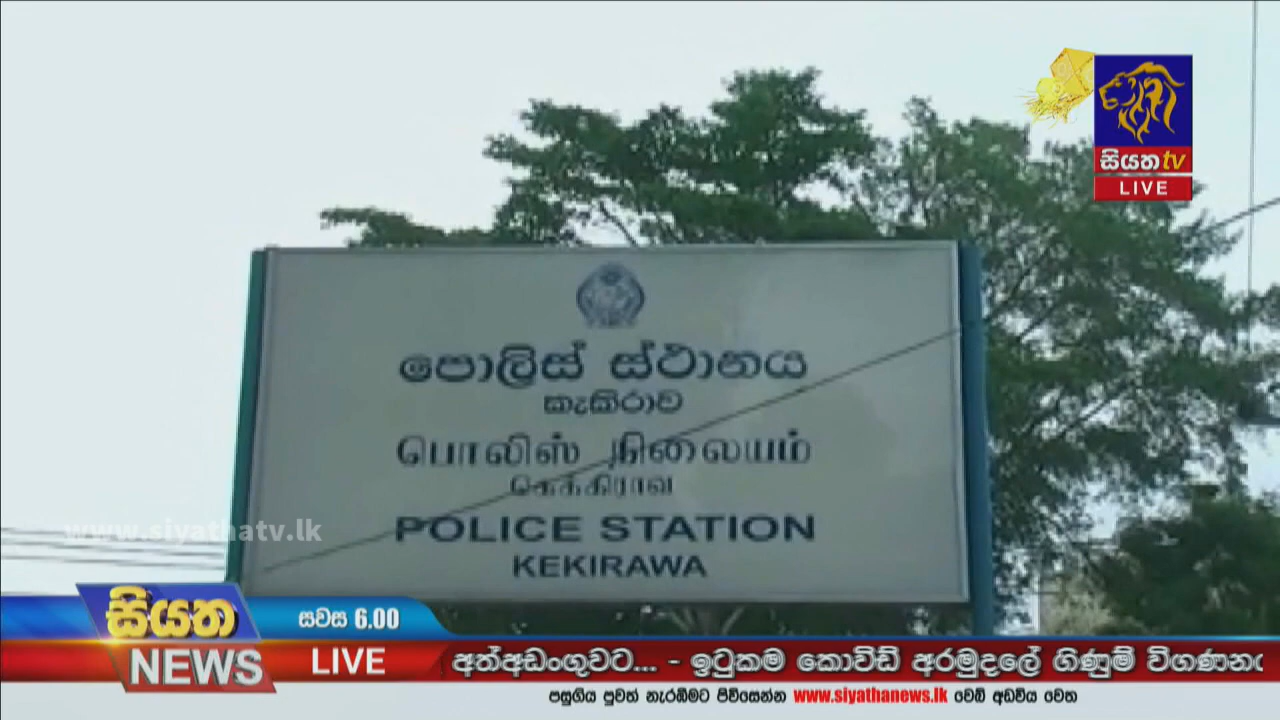 සියත tv
LIVE
පොලිස් ස්ථානය
කැකිරාව
பொலிஸ் நிலையம்
கெக்கிராவ
POLICE STATION
KEKIRAWA
www.siyathatv.lk
සියත
NEWS
සවස 6.00
LIVE
අත්අඩංගුවට... - ඉටුකම කොවිඩ් අරමුදලේ ගිණුම් විගණන
පසුගිය පුවත් නැරඹීමට පිවිසෙන්න www.siyathanews.lk වෙබ් අඩවිය වෙත